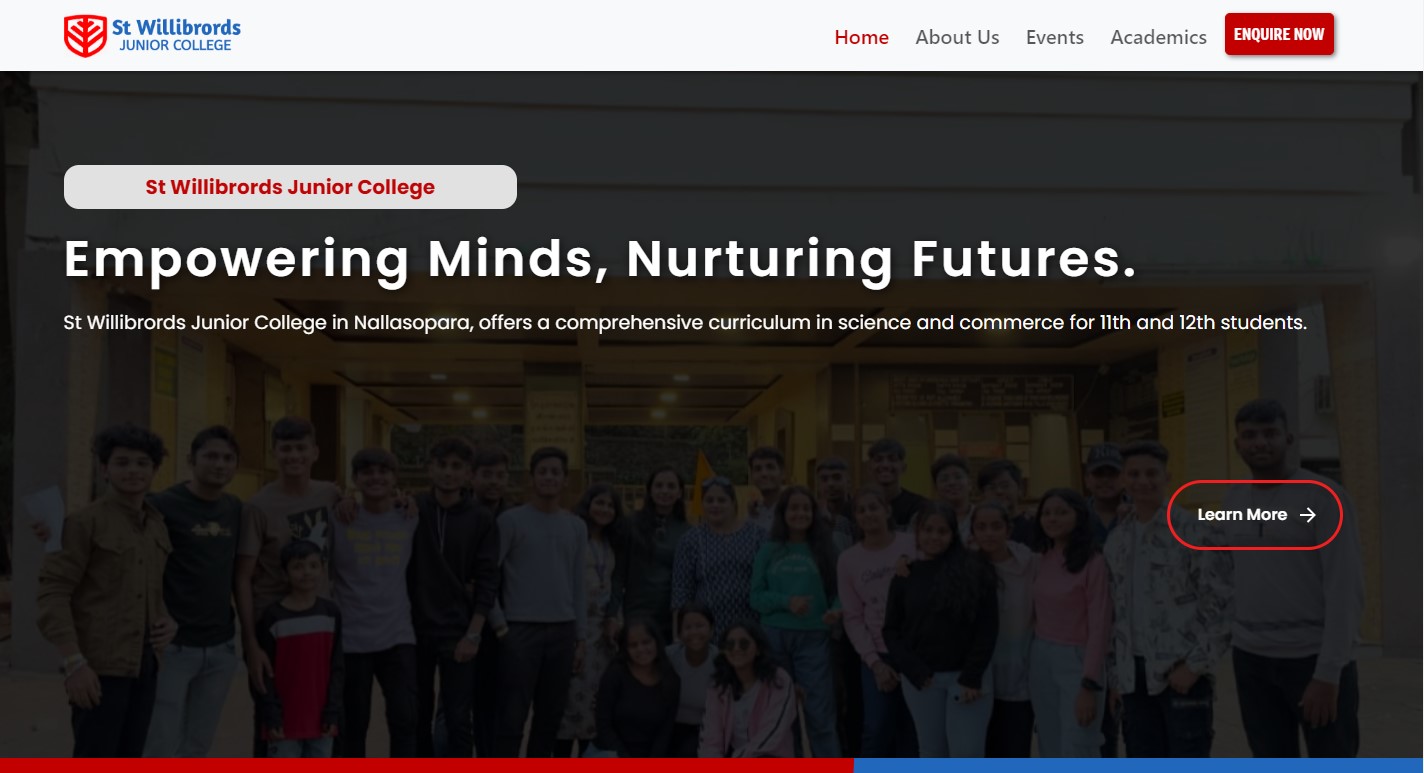 St Willibrords
JUNIOR COLLEGE
Home About Us Events Academics ENQUIRE NOW
St Willibrords Junior College
Empowering Minds, Nurturing Futures.
St Willibrords Junior College in Nallasopara, offers a comprehensive curriculum in science and commerce for 11th and 12th students.
Learn More